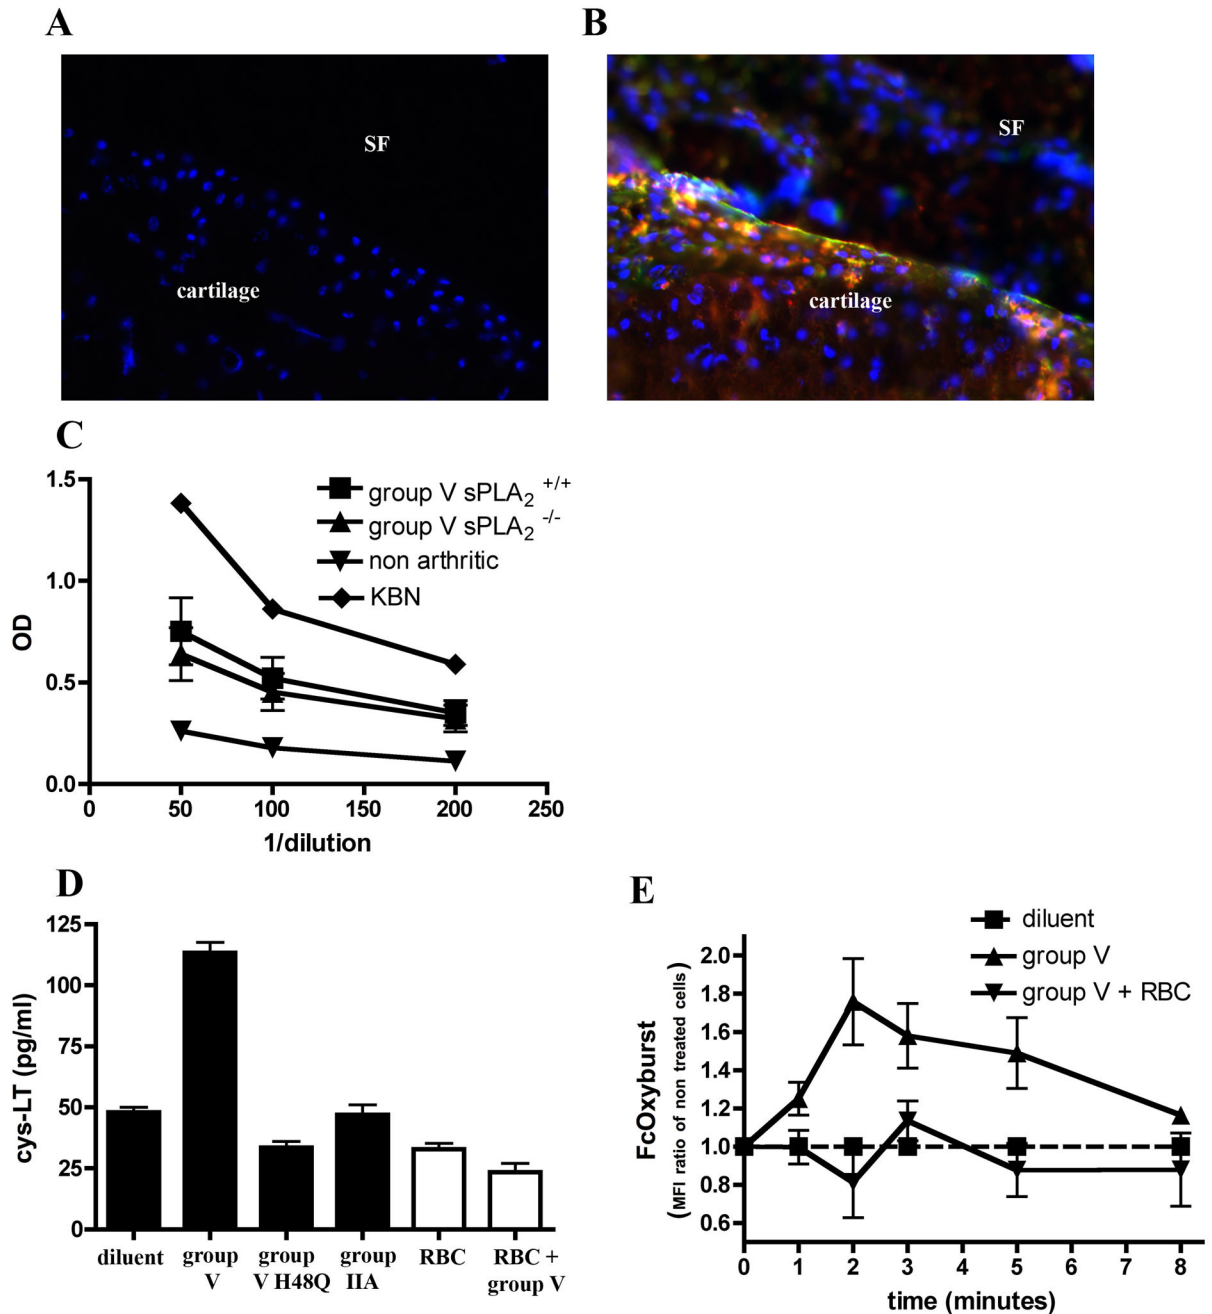 A
SF
cartilage
B
SF
cartilage
C
1.5
1.0
0.5
0.0
OD
0 50 100 150 200 250
1/dilution
group V sPLA₂ +/+
group V sPLA₂ -/-
non arthritic
KBN
D
125
100
75
50
25
0
cys-LT (pg/ml)
diluent
group
V
group
V H48Q
group
IIA
RBC
RBC +
group V
E
diluent
group V
group V + RBC
2.0
1.8
1.6
1.4
1.2
1.0
0.8
0.6
FcOxyburst
(MFI ratio of non treated cells)
0 1 2 3 4 5 6 7 8
time (minutes)